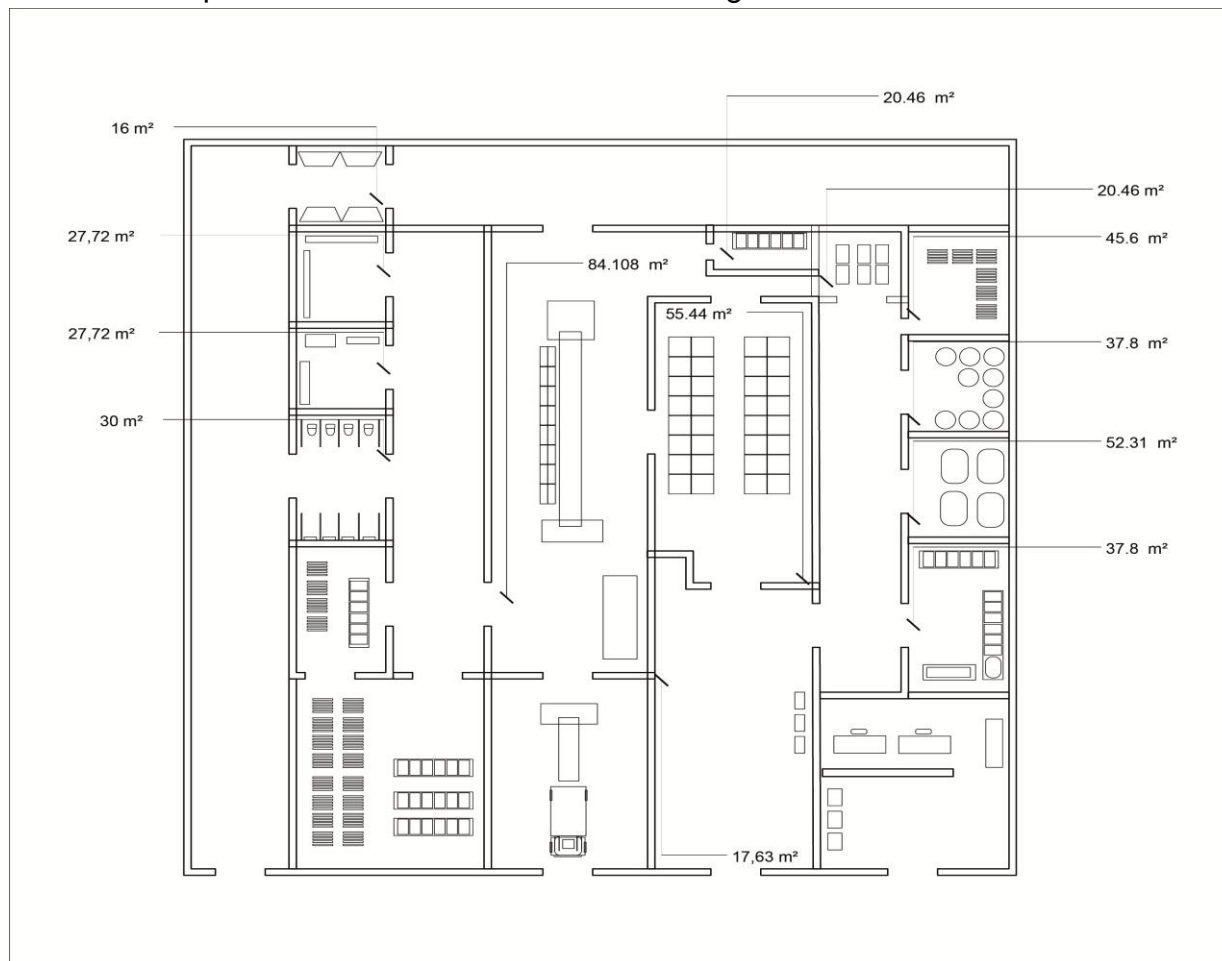 20.46 m²
16 m²
20.46 m²
27,72 m²
45.6 m²
84.108 m²
55.44 m²
27,72 m²
37.8 m²
30 m²
52.31 m²
37.8 m²
17,63 m²